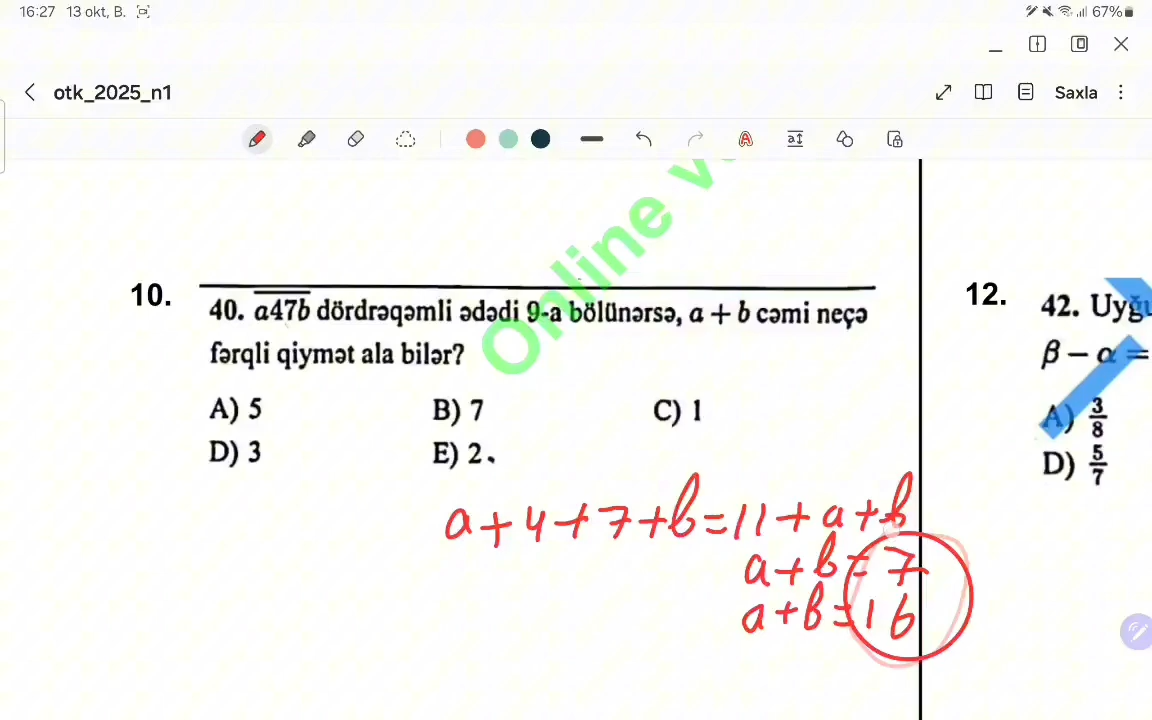 16:27 13 okt, B.
67%
otk_2025_n1
Saxla
Online
10.
40. a47b dördrəqəmli ədədi 9-a bölünərsə, a + b cəmi neçə
fərqli qiymət ala bilər?
A) 5 B) 7 C) 1
D) 3 E) 2
a+4+7+b=11+a+b
a+b=7
a+b=16
12.
42.
β − α =
A) 3/8
D) 5/7